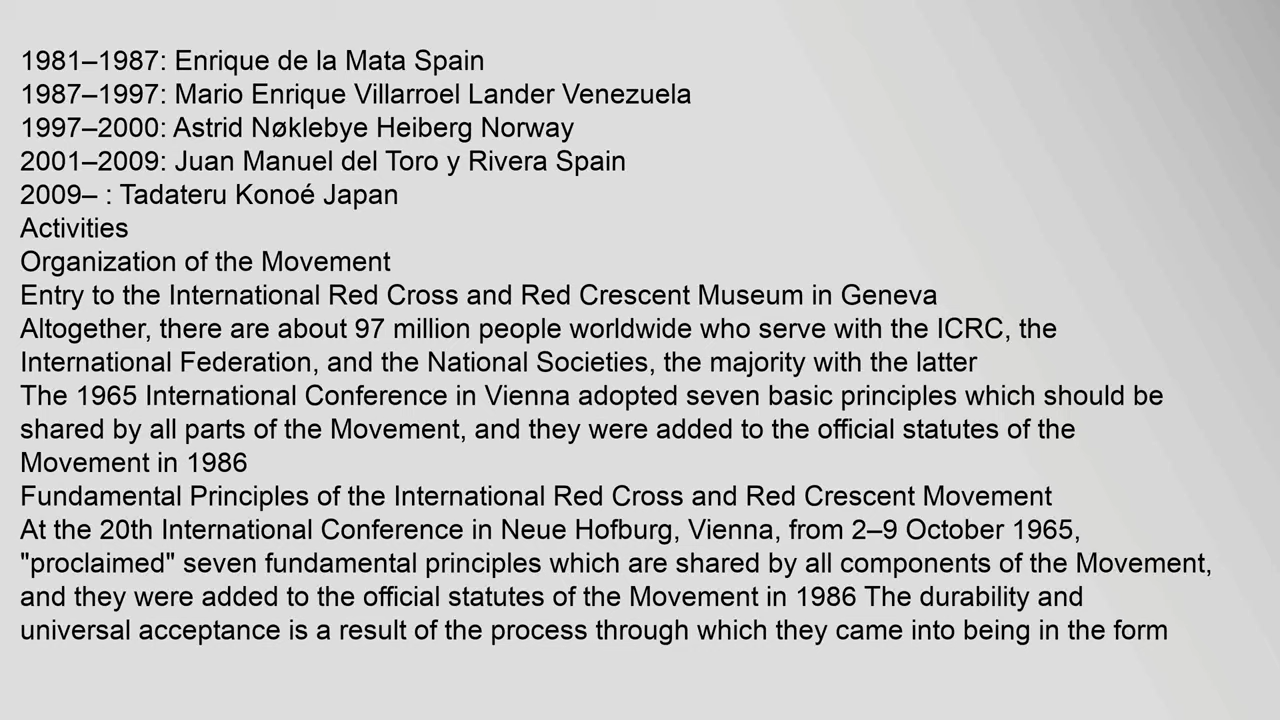 1981–1987: Enrique de la Mata Spain
1987–1997: Mario Enrique Villarroel Lander Venezuela
1997–2000: Astrid Nøklebye Heiberg Norway
2001–2009: Juan Manuel del Toro y Rivera Spain
2009– : Tadateru Konoé Japan
Activities
Organization of the Movement
Entry to the International Red Cross and Red Crescent Museum in Geneva
Altogether, there are about 97 million people worldwide who serve with the ICRC, the
International Federation, and the National Societies, the majority with the latter
The 1965 International Conference in Vienna adopted seven basic principles which should be
shared by all parts of the Movement, and they were added to the official statutes of the
Movement in 1986
Fundamental Principles of the International Red Cross and Red Crescent Movement
At the 20th International Conference in Neue Hofburg, Vienna, from 2–9 October 1965,
"proclaimed" seven fundamental principles which are shared by all components of the Movement,
and they were added to the official statutes of the Movement in 1986 The durability and
universal acceptance is a result of the process through which they came into being in the form